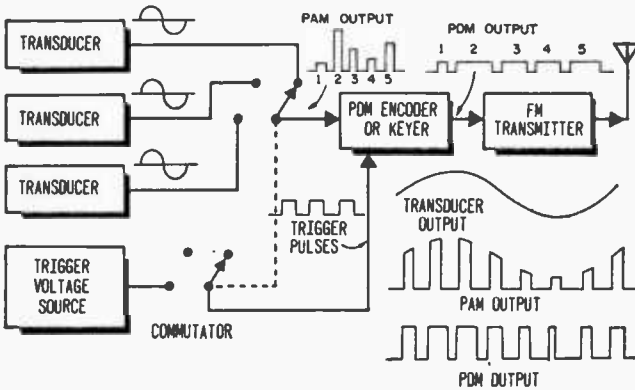 TRANSDUCER
TRANSDUCER
TRANSDUCER
TRIGGER
VOLTAGE
SOURCE
COMMUTATOR
PAM OUTPUT
1 2 3 4 5
PDM OUTPUT
1 2 3 4 5
PDM ENCODER
OR KEYER
FM
TRANSMITTER
TRIGGER
PULSES
TRANSDUCER
OUTPUT
PAM OUTPUT
PDM OUTPUT